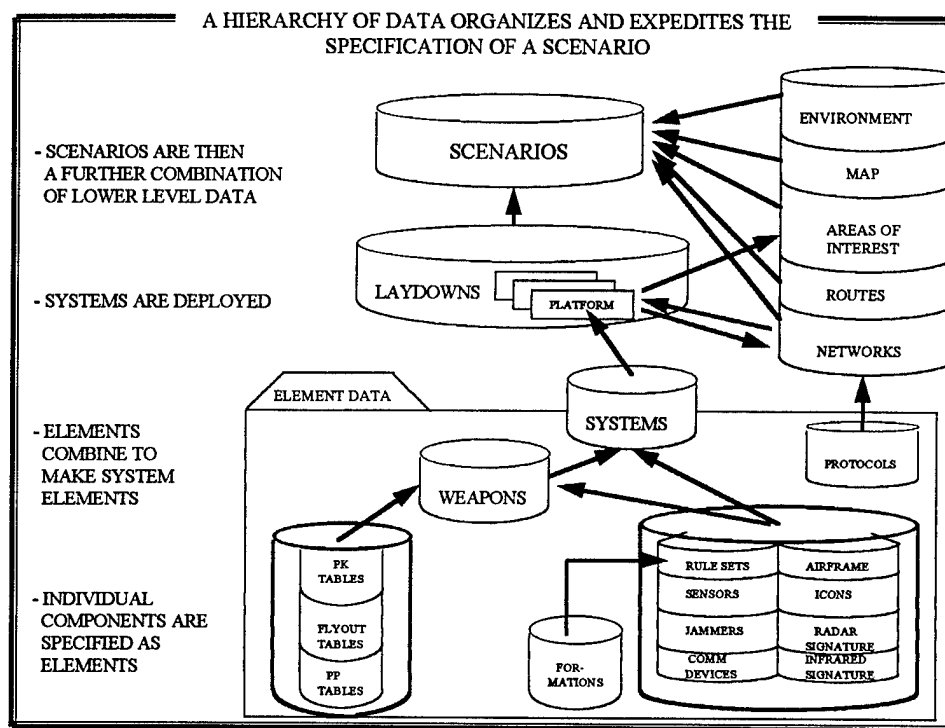 A HIERARCHY OF DATA ORGANIZES AND EXPEDITES THE
SPECIFICATION OF A SCENARIO
- SCENARIOS ARE THEN
A FURTHER COMBINATION
OF LOWER LEVEL DATA
SCENARIOS
ENVIRONMENT
MAP
AREAS OF
INTEREST
ROUTES
NETWORKS
- SYSTEMS ARE DEPLOYED
LAYDOWNS
PLATFORM
ELEMENT DATA
SYSTEMS
PROTOCOLS
- ELEMENTS
COMBINE TO
MAKE SYSTEM
ELEMENTS
WEAPONS
- INDIVIDUAL
COMPONENTS ARE
SPECIFIED AS
ELEMENTS
PK
TABLES
FLYOUT
TABLES
PP
TABLES
FOR-
MATIONS
RULE SETS
SENSORS
JAMMERS
COMM
DEVICES
AIRFRAME
ICONS
RADAR
SIGNATURE
INFRARED
SIGNATURE